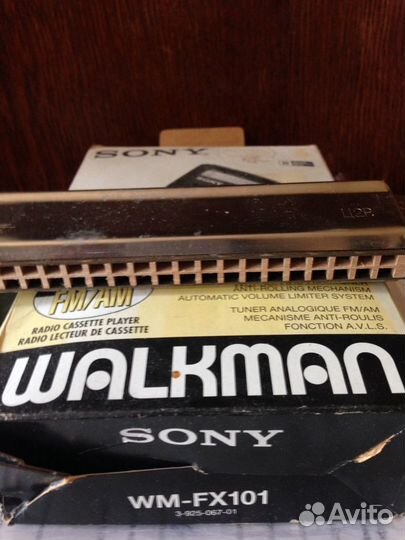 SONY
Ц2Р.
FM/AM
RADIO CASSETTE PLAYER
RADIO LECTEUR DE CASSETTE
ANTI-ROLLING MECHANISM
AUTOMATIC VOLUME LIMITER SYSTEM
TUNER ANALOGIQUE FM/AM
MECANISME ANTI-ROULIS
FONCTION A.V.L.S.
WALKMAN
SONY
WM-FX101
3-925-067-01
Avito